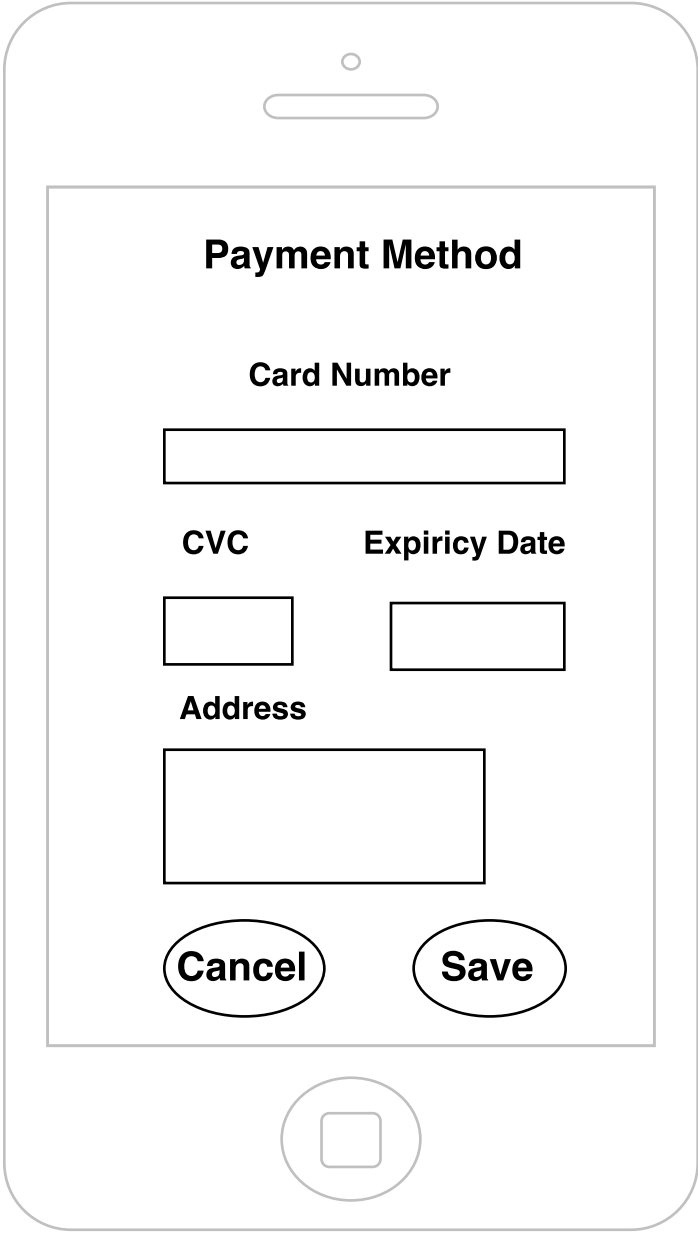 Payment Method
Card Number
CVC Expiricy Date
Address
Cancel Save